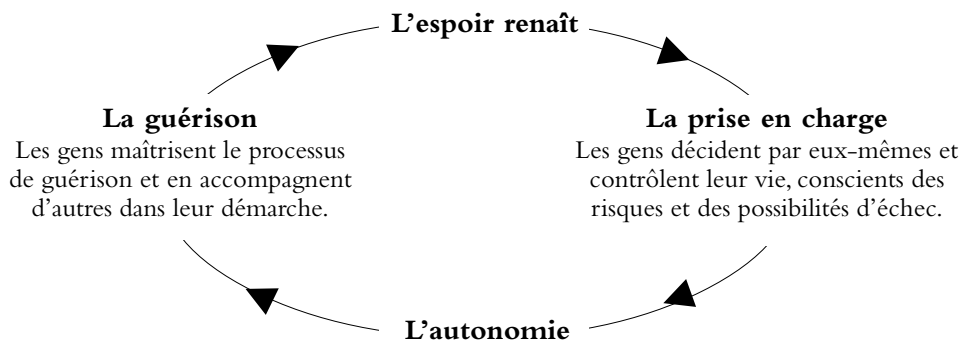 L’espoir renaît
La guérison
Les gens maîtrisent le processus
de guérison et en accompagnent
d’autres dans leur démarche.
La prise en charge
Les gens décident par eux-mêmes et
contrôlent leur vie, conscients des
risques et des possibilités d’échec.
L’autonomie